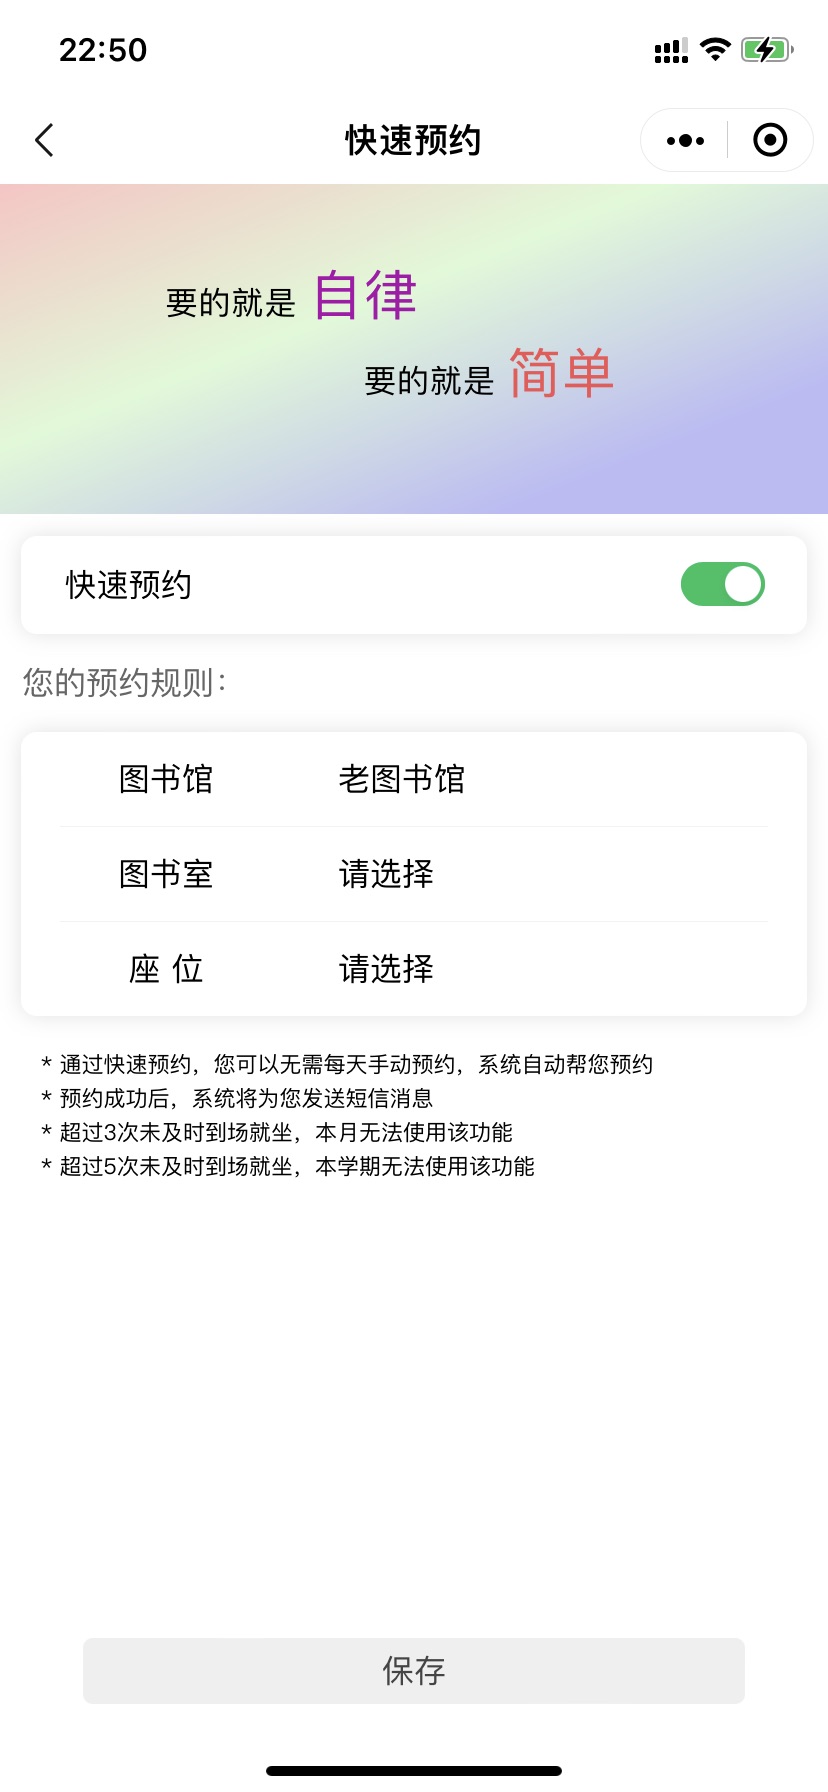 22:50
快速预约
要的就是 自律
要的就是 简单
快速预约
您的预约规则：
图书馆 老图书馆
图书室 请选择
座 位 请选择
* 通过快速预约，您可以无需每天手动预约，系统自动帮您预约
* 预约成功后，系统将为您发送短信消息
* 超过3次未及时到场就坐，本月无法使用该功能
* 超过5次未及时到场就坐，本学期无法使用该功能
保存